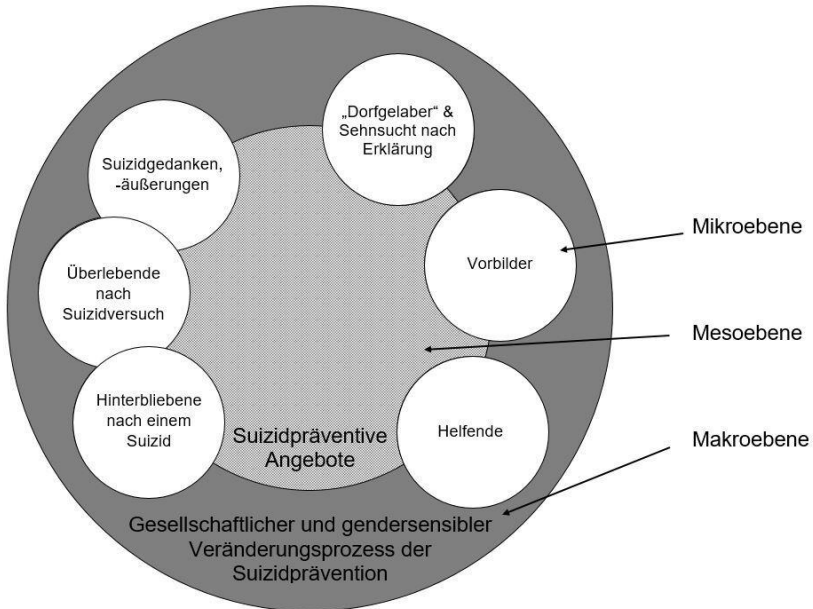 „Dorfgelaber“ &
Sehnsucht nach
Erklärung
Suizidgedanken,
-äußerungen
Vorbilder
Mikroebene
Überlebende
nach
Suizidversuch
Mesoebene
Hinterbliebene
nach einem
Suizid
Suizidpräventive
Angebote
Helfende
Makroebene
Gesellschaftlicher und gendersensibler
Veränderungsprozess der
Suizidprävention